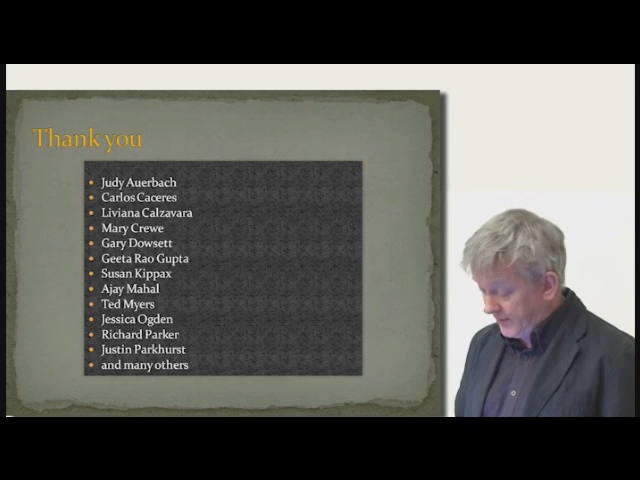 Thank you
Judy Auerbach
Carlos Caceres
Liviana Calzavara
Mary Crewe
Gary Dowsett
Geeta Rao Gupta
Susan Kippax
Ajay Mahal
Ted Myers
Jessica Ogden
Richard Parker
Justin Parkhurst
and many others